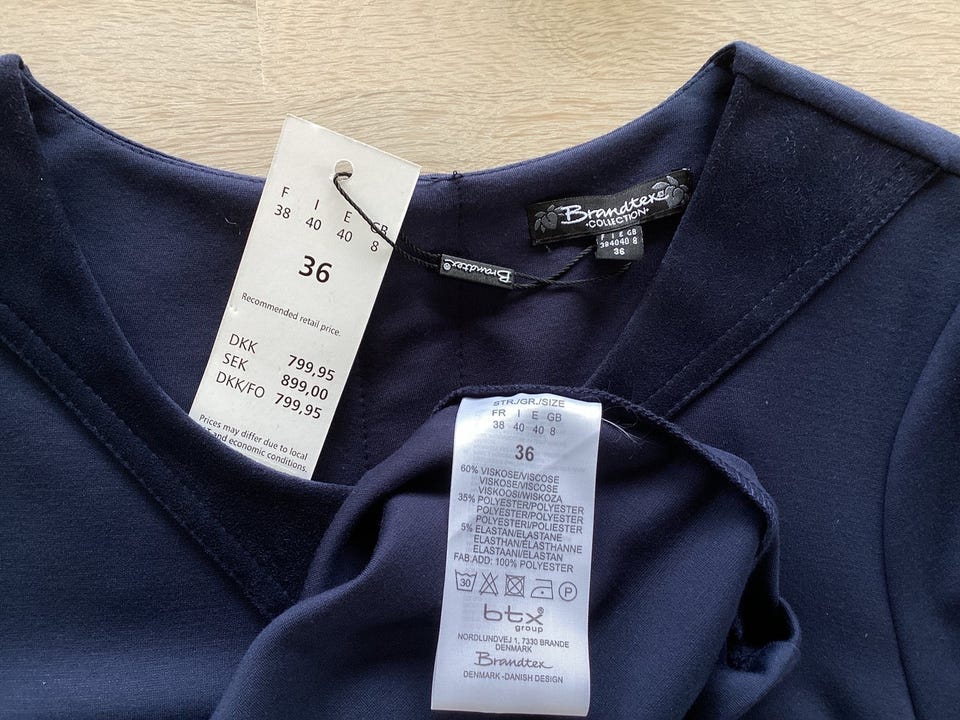 F I E GB
38 40 40 8
36
Recommended retail price.
DKK 799,95
SEK 899,00
DKK/FO 799,95
Prices may differ due to local
and economic conditions.
Brandtex®
Brandtex
·COLLECTION·
F I E GB
38 40 40 8
36
STR./GR./SIZE
FR I E GB
38 40 40 8
36
60% VISKOSE/VISCOSE
VISKOSE/VISCOSE
VISKOOSI/WISKOZA
35% POLYESTER/POLYESTER
POLYESTER/POLYESTER
POLYESTERI/POLIESTER
5% ELASTAN/ELASTANE
ELASTHAN/ÉLASTHANNE
ELASTAANI/ELASTAN
FAB.ADD: 100% POLYESTER
30 P
btx®
group
NORDLUNDVEJ 1, 7330 BRANDE
DENMARK
Brandtex
DENMARK -DANISH DESIGN